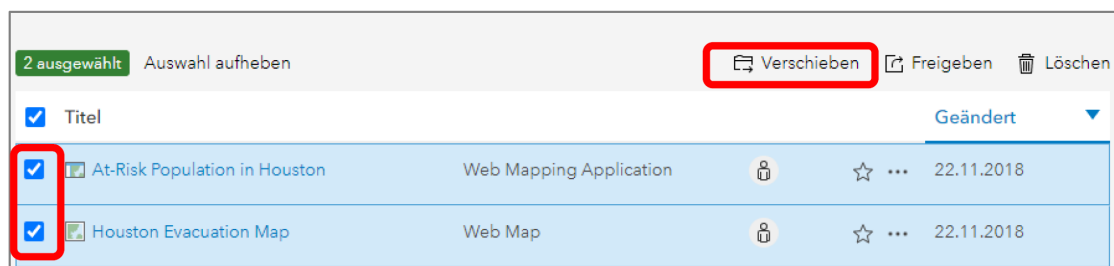 2 ausgewählt Auswahl aufheben Verschieben Freigeben Löschen
Titel Geändert
At-Risk Population in Houston Web Mapping Application 22.11.2018
Houston Evacuation Map Web Map 22.11.2018